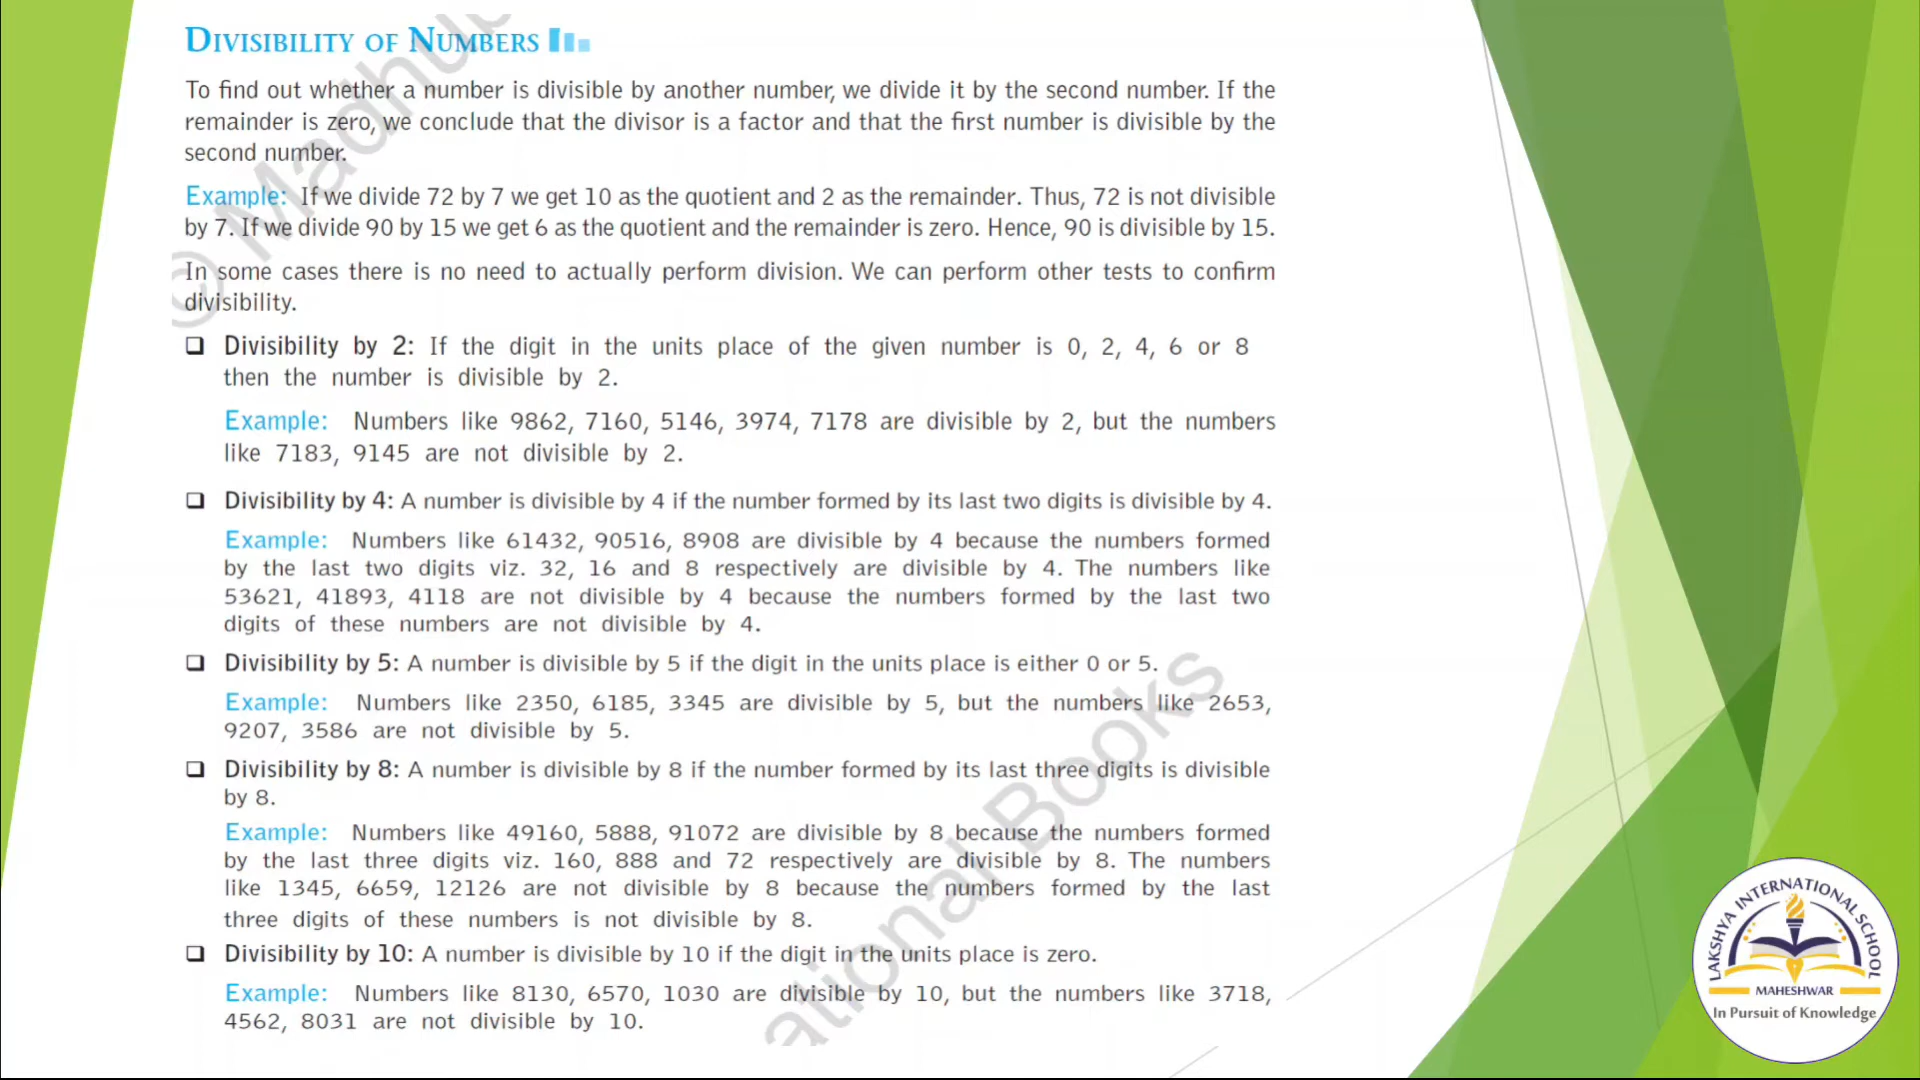 DIVISIBILITY OF NUMBERS
To find out whether a number is divisible by another number, we divide it by the second number. If the
remainder is zero, we conclude that the divisor is a factor and that the first number is divisible by the
second number.
Example: If we divide 72 by 7 we get 10 as the quotient and 2 as the remainder. Thus, 72 is not divisible
by 7. If we divide 90 by 15 we get 6 as the quotient and the remainder is zero. Hence, 90 is divisible by 15.
In some cases there is no need to actually perform division. We can perform other tests to confirm
divisibility.
❑ Divisibility by 2: If the digit in the units place of the given number is 0, 2, 4, 6 or 8
then the number is divisible by 2.
Example: Numbers like 9862, 7160, 5146, 3974, 7178 are divisible by 2, but the numbers
like 7183, 9145 are not divisible by 2.
❑ Divisibility by 4: A number is divisible by 4 if the number formed by its last two digits is divisible by 4.
Example: Numbers like 61432, 90516, 8908 are divisible by 4 because the numbers formed
by the last two digits viz. 32, 16 and 8 respectively are divisible by 4. The numbers like
53621, 41893, 4118 are not divisible by 4 because the numbers formed by the last two
digits of these numbers are not divisible by 4.
❑ Divisibility by 5: A number is divisible by 5 if the digit in the units place is either 0 or 5.
Example: Numbers like 2350, 6185, 3345 are divisible by 5, but the numbers like 2653,
9207, 3586 are not divisible by 5.
❑ Divisibility by 8: A number is divisible by 8 if the number formed by its last three digits is divisible
by 8.
Example: Numbers like 49160, 5888, 91072 are divisible by 8 because the numbers formed
by the last three digits viz. 160, 888 and 72 respectively are divisible by 8. The numbers
like 1345, 6659, 12126 are not divisible by 8 because the numbers formed by the last
three digits of these numbers is not divisible by 8.
❑ Divisibility by 10: A number is divisible by 10 if the digit in the units place is zero.
Example: Numbers like 8130, 6570, 1030 are divisible by 10, but the numbers like 3718,
4562, 8031 are not divisible by 10.
ational Books
LAKSHYA INTERNATIONAL SCHOOL
MAHESHWAR
In Pursuit of Knowledge